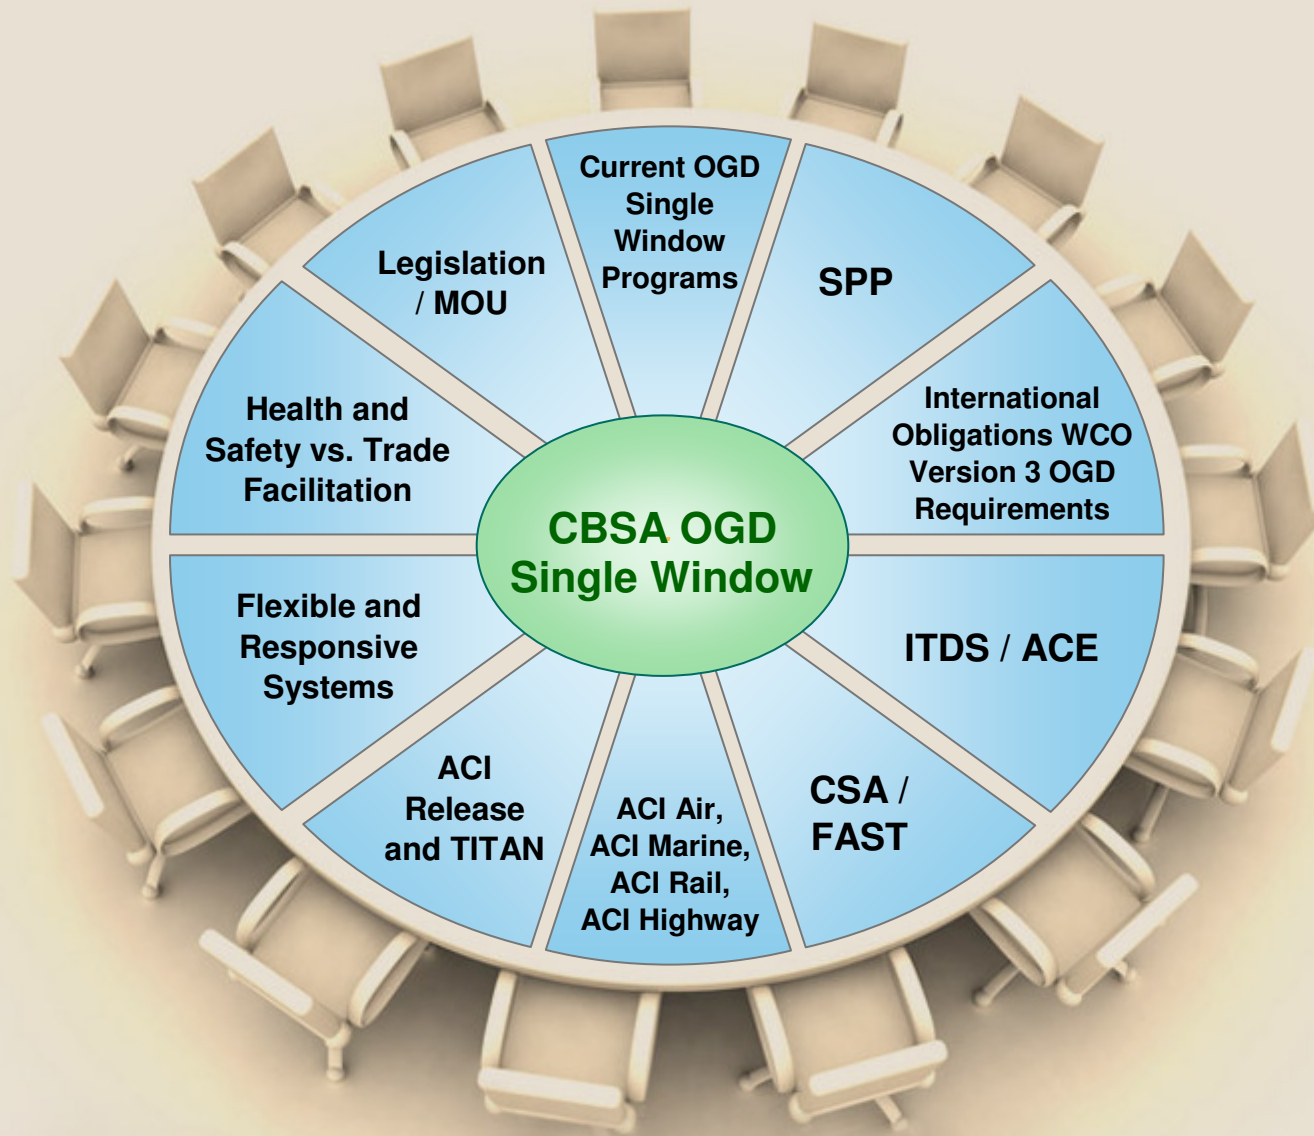 Current OGD
Single
Window
Programs
SPP
International
Obligations WCO
Version 3 OGD
Requirements
ITDS / ACE
CSA /
FAST
ACI Air,
ACI Marine,
ACI Rail,
ACI Highway
ACI
Release
and TITAN
Flexible and
Responsive
Systems
Health and
Safety vs. Trade
Facilitation
Legislation
/ MOU
CBSA OGD
Single Window